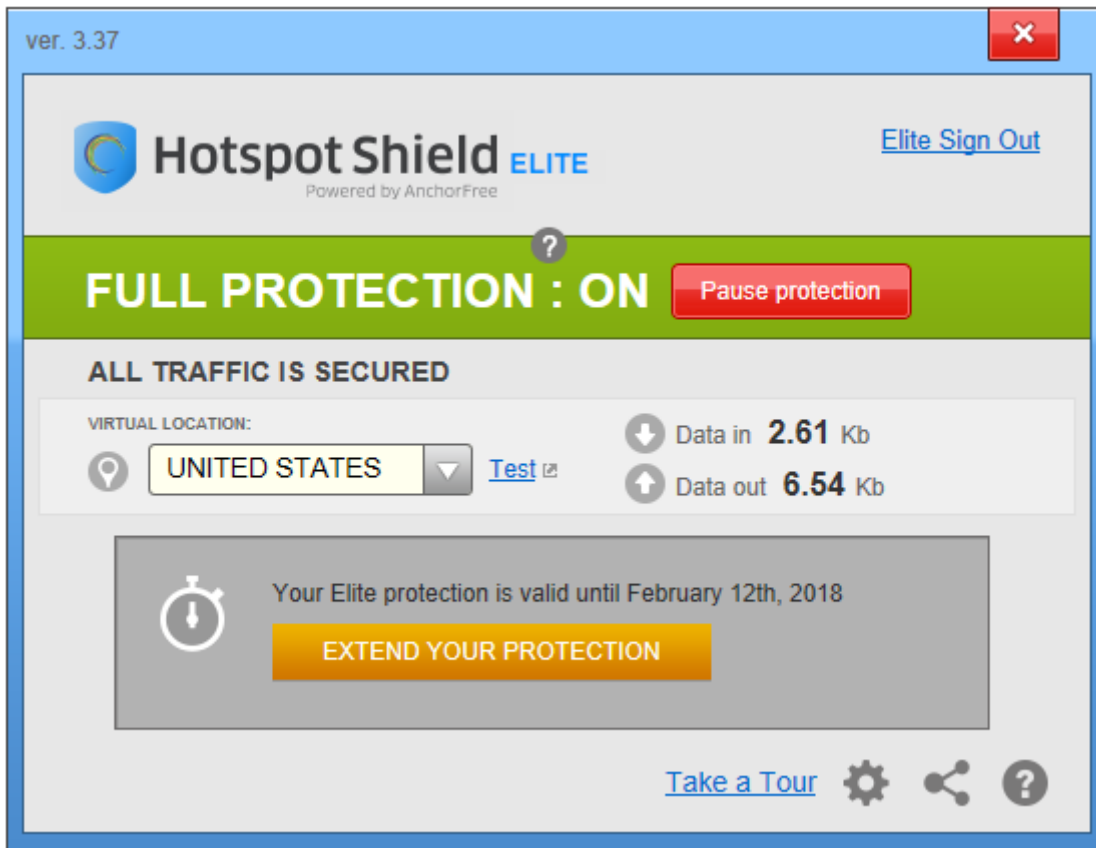 ver. 3.37
Hotspot Shield ELITE
Powered by AnchorFree
Elite Sign Out
?
FULL PROTECTION : ON
Pause protection
ALL TRAFFIC IS SECURED
VIRTUAL LOCATION:
UNITED STATES
Test
Data in 2.61 Kb
Data out 6.54 Kb
Your Elite protection is valid until February 12th, 2018
EXTEND YOUR PROTECTION
Take a Tour
?